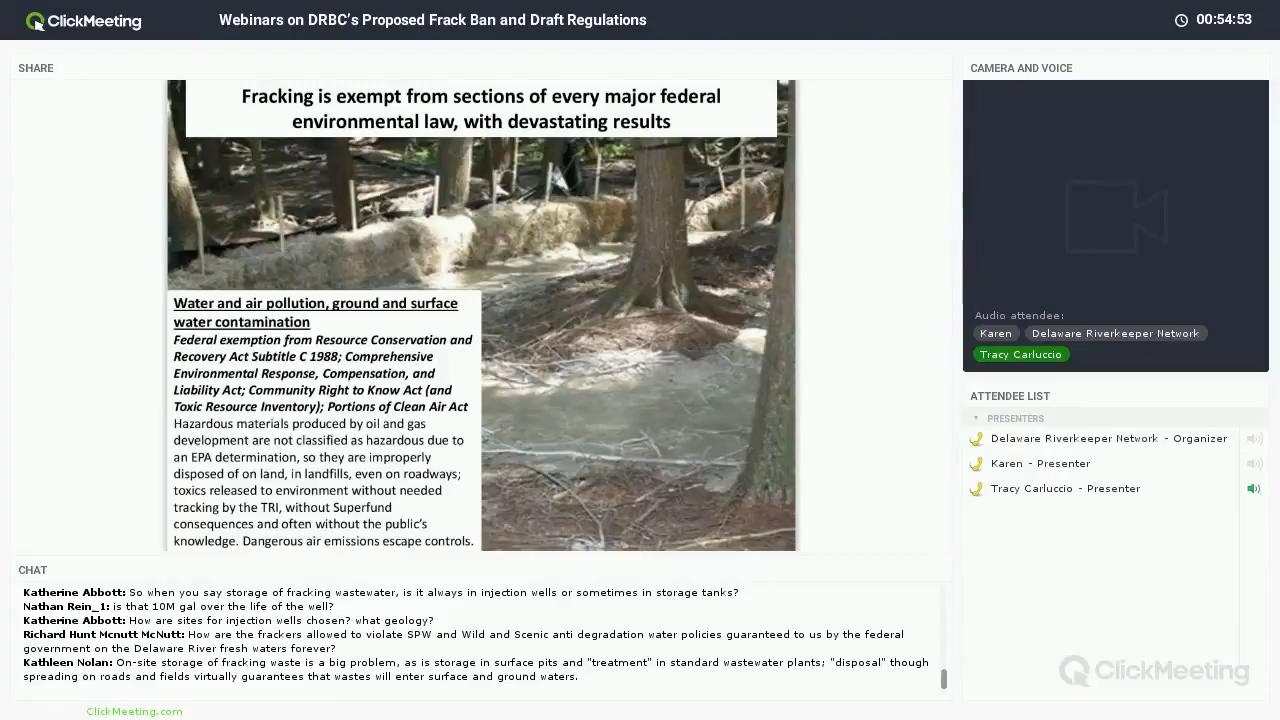 ClickMeeting
Webinars on DRBC's Proposed Frack Ban and Draft Regulations
00:54:53
SHARE
Fracking is exempt from sections of every major federal
environmental law, with devastating results
Water and air pollution, ground and surface
water contamination
Federal exemption from Resource Conservation and
Recovery Act Subtitle C 1988; Comprehensive
Environmental Response, Compensation, and
Liability Act; Community Right to Know Act (and
Toxic Resource Inventory); Portions of Clean Air Act
Hazardous materials produced by oil and gas
development are not classified as hazardous due to
an EPA determination, so they are improperly
disposed of on land, in landfills, even on roadways;
toxics released to environment without needed
tracking by the TRI, without Superfund
consequences and often without the public's
knowledge. Dangerous air emissions escape controls.
CAMERA AND VOICE
Audio attendee:
Karen
Delaware Riverkeeper Network
Tracy Carluccio
ATTENDEE LIST
PRESENTERS
Delaware Riverkeeper Network - Organizer
Karen - Presenter
Tracy Carluccio - Presenter
CHAT
Katherine Abbott: So when you say storage of fracking wastewater, is it always in injection wells or sometimes in storage tanks?
Nathan Rein_1: is that 10M gal over the life of the well?
Katherine Abbott: How are sites for injection wells chosen? what geology?
Richard Hunt Mcnutt McNutt: How are the frackers allowed to violate SPW and Wild and Scenic anti degradation water policies guaranteed to us by the federal
government on the Delaware River fresh waters forever?
Kathleen Nolan: On-site storage of fracking waste is a big problem, as is storage in surface pits and "treatment" in standard wastewater plants; "disposal" though
spreading on roads and fields virtually guarantees that wastes will enter surface and ground waters.
ClickMeeting
ClickMeeting.com